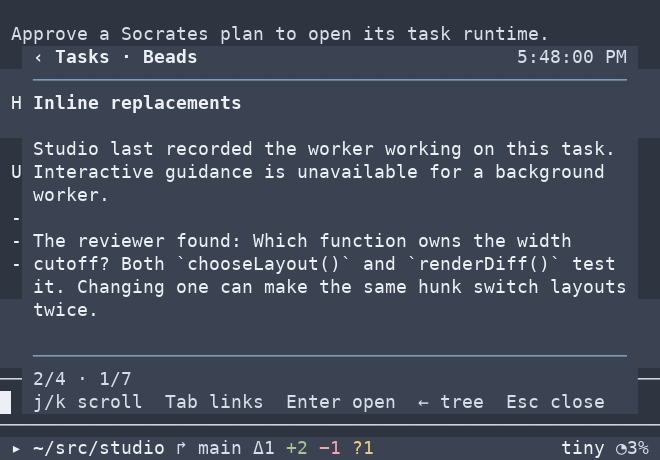 Approve a Socrates plan to open its task runtime.
‹ Tasks · Beads 5:48:00 PM
H Inline replacements
Studio last recorded the worker working on this task.
U Interactive guidance is unavailable for a background
worker.
-
- The reviewer found: Which function owns the width
- cutoff? Both `chooseLayout()` and `renderDiff()` test
it. Changing one can make the same hunk switch layouts
twice.
2/4 · 1/7
j/k scroll Tab links Enter open ← tree Esc close
▸ ~/src/studio ┌ main Δ1 +2 −1 ?1 tiny ◔3%